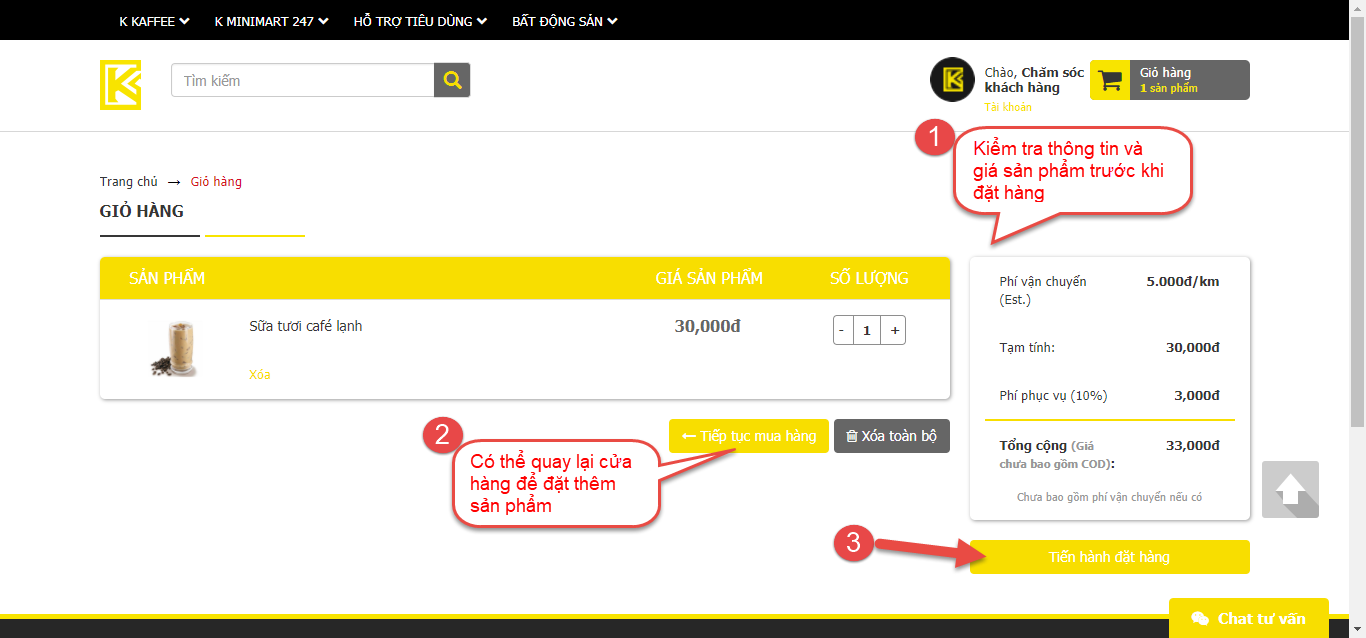 K KAFFEE
K MINIMART 247
HỖ TRỢ TIÊU DÙNG
BẤT ĐỘNG SẢN
Tìm kiếm
Chào, Chăm sóc
khách hàng
Tài khoản
Giỏ hàng
1 sản phẩm
1
Kiểm tra thông tin và
giá sản phẩm trước khi
đặt hàng
Trang chủ → Giỏ hàng
GIỎ HÀNG
SẢN PHẨM
GIÁ SẢN PHẨM
SỐ LƯỢNG
Sữa tươi café lạnh
30,000đ
- 1 +
Xóa
2
Có thể quay lại cửa
hàng để đặt thêm
sản phẩm
← Tiếp tục mua hàng
Xóa toàn bộ
Phí vận chuyển
(Est.)
5.000đ/km
Tạm tính:
30,000đ
Phí phục vụ (10%)
3,000đ
Tổng cộng (Giá
chưa bao gồm COD):
33,000đ
Chưa bao gồm phí vận chuyển nếu có
3
Tiến hành đặt hàng
Chat tư vấn